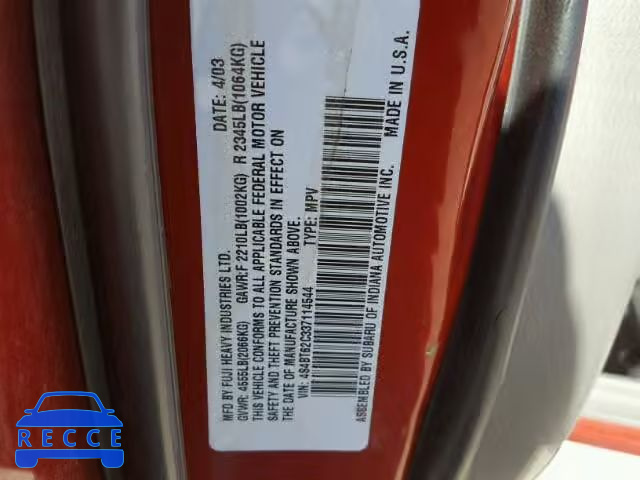 MFD BY FUJI HEAVY INDUSTRIES LTD. DATE: 4/03
GVWR: 4555LB(2066KG) GAWR:F 2210LB(1002KG) R 2345LB(1064KG)
THIS VEHICLE CONFORMS TO ALL APPLICABLE FEDERAL MOTOR VEHICLE
SAFETY AND THEFT PREVENTION STANDARDS IN EFFECT ON
THE DATE OF MANUFACTURE SHOWN ABOVE.
VIN: 4S4BT62C337114544 TYPE: MPV
ASSEMBLED BY SUBARU OF INDIANA AUTOMOTIVE INC. MADE IN U.S.A.
RECCE